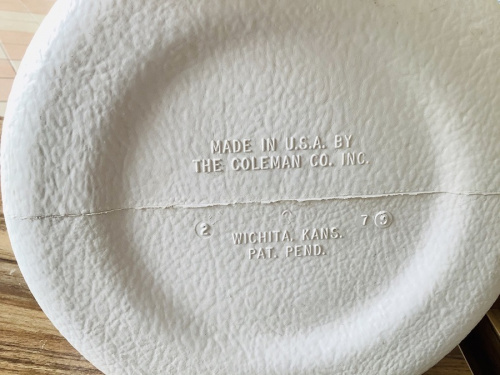 MADE IN U.S.A. BY
THE COLEMAN CO. INC.
2 7
WICHITA, KANS.
PAT. PEND.